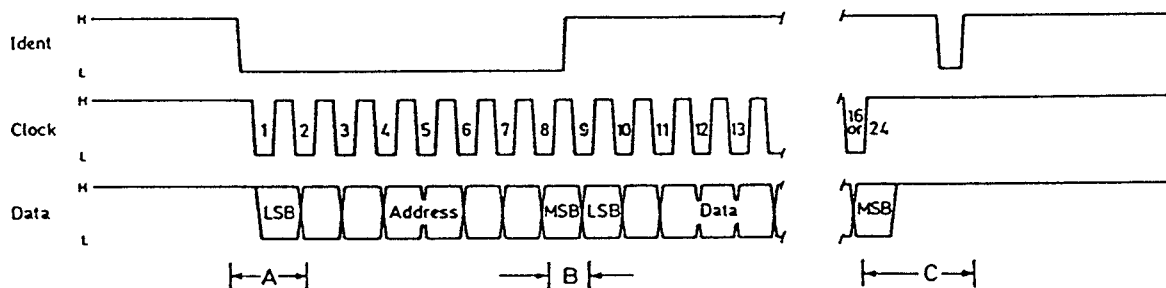 H
Ident
L
H
Clock
L
1 2 3 4 5 6 7 8 9 10 11 12 13
16 or 24
H
Data
L
LSB Address MSB LSB Data MSB
A B C